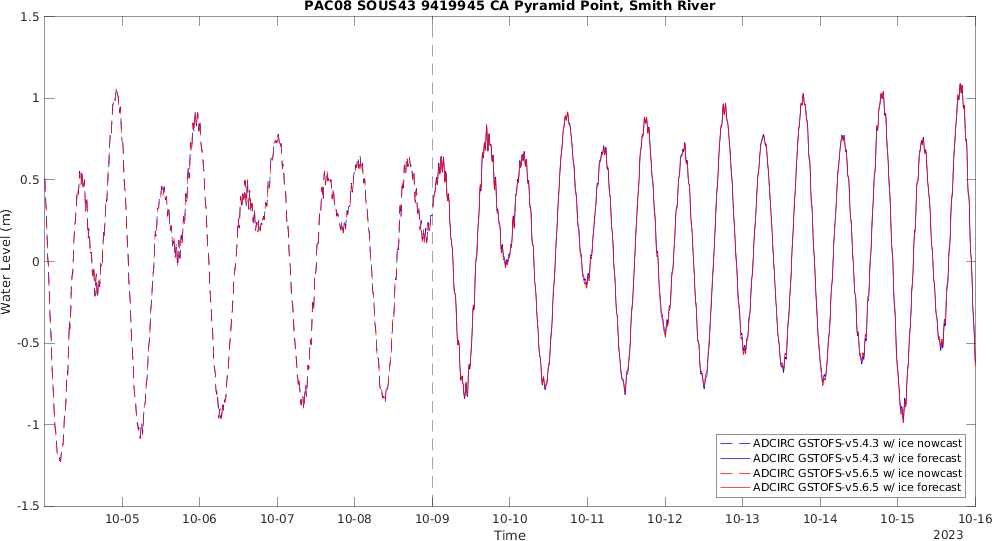 PAC08 SOUS43 9419945 CA Pyramid Point, Smith River
1.5
1
0.5
0
-0.5
-1
-1.5
Water Level (m)
10-05 10-06 10-07 10-08 10-09 10-10 10-11 10-12 10-13 10-14 10-15 10-16
Time
2023
ADCIRC GSTOFS-v5.4.3 w/ ice nowcast
ADCIRC GSTOFS-v5.4.3 w/ ice forecast
ADCIRC GSTOFS-v5.6.5 w/ ice nowcast
ADCIRC GSTOFS-v5.6.5 w/ ice forecast